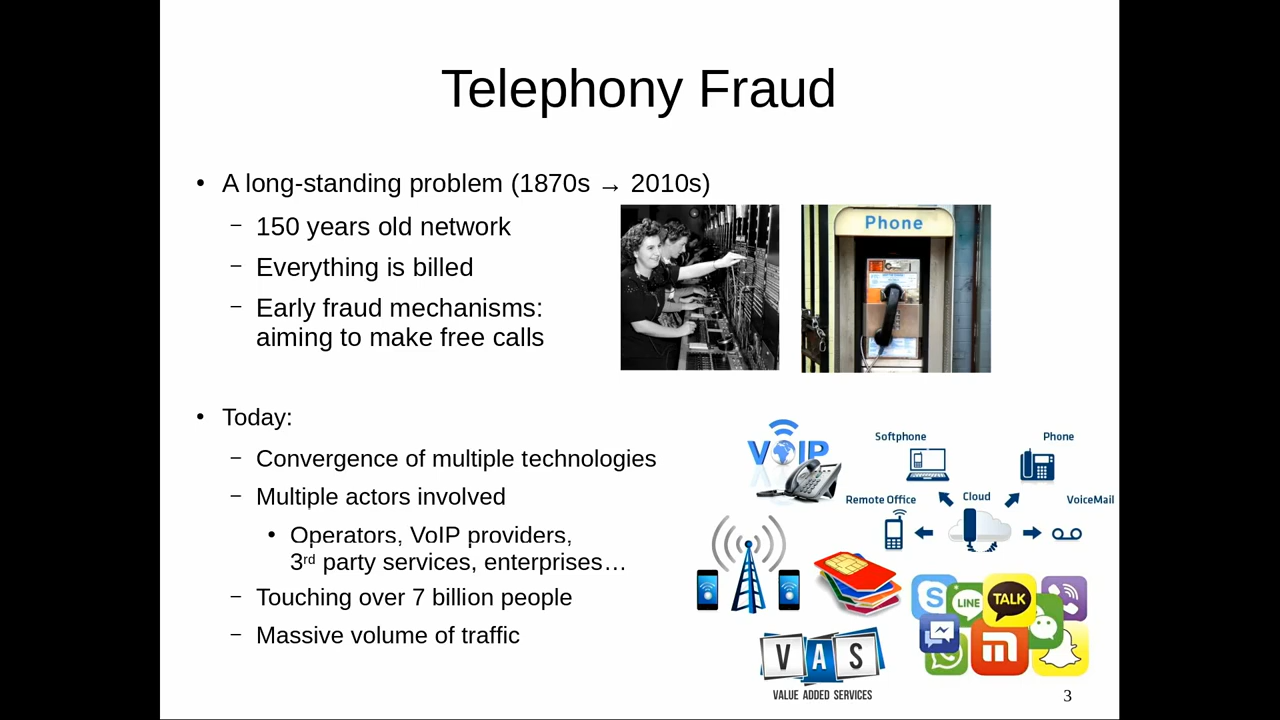 Telephony Fraud
• A long-standing problem (1870s → 2010s)
– 150 years old network
– Everything is billed
– Early fraud mechanisms:
aiming to make free calls
Phone
• Today:
– Convergence of multiple technologies
– Multiple actors involved
• Operators, VoIP providers,
3rd party services, enterprises…
– Touching over 7 billion people
– Massive volume of traffic
VOIP
Softphone
Phone
Remote Office
Cloud
VoiceMail
LINE
TALK
VAS
VALUE ADDED SERVICES
3